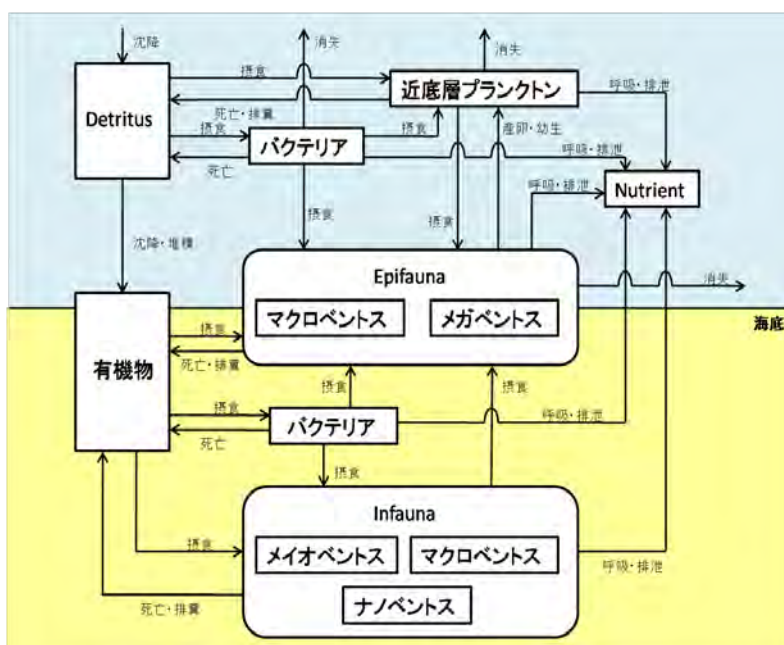 沈降
消失
消失
摂食
近底層プランクトン
呼吸・排泄
Detritus
死亡・排糞
摂食
摂食
産卵・幼生
バクテリア
呼吸・排泄
死亡
Nutrient
呼吸・排泄
摂食
摂食
沈降・堆積
Epifauna
消失
マクロベントス
メガベントス
海底
摂食
有機物
死亡・排糞
摂食
摂食
摂食
バクテリア
呼吸・排泄
死亡
摂食
Infauna
摂食
メイオベントス
マクロベントス
呼吸・排泄
ナノベントス
死亡・排糞